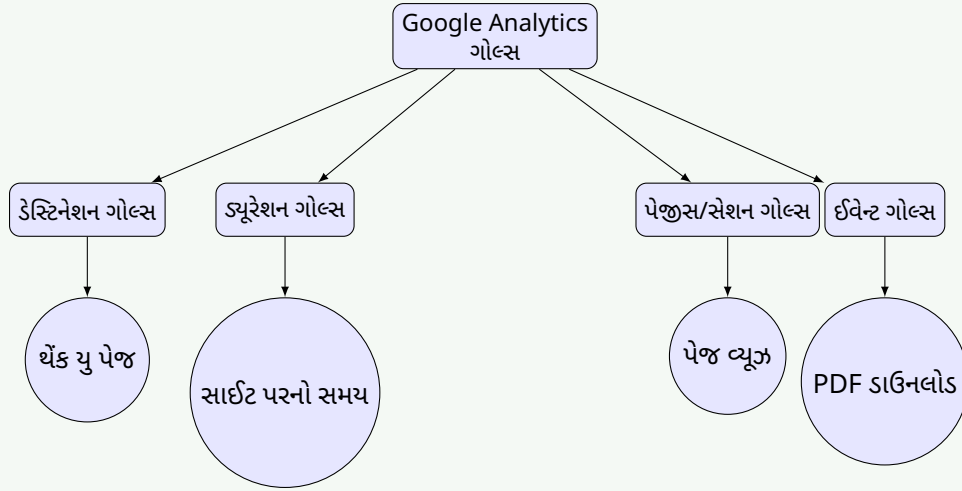 Google Analytics
ગોલ્સ
ડેસ્ટિનેશન ગોલ્સ
ડ્યૂરેશન ગોલ્સ
પેજીસ/સેશન ગોલ્સ
ઈવેન્ટ ગોલ્સ
થેંક યુ પેજ
સાઈટ પરનો સમય
પેજ વ્યૂઝ
PDF ડાઉનલોડ